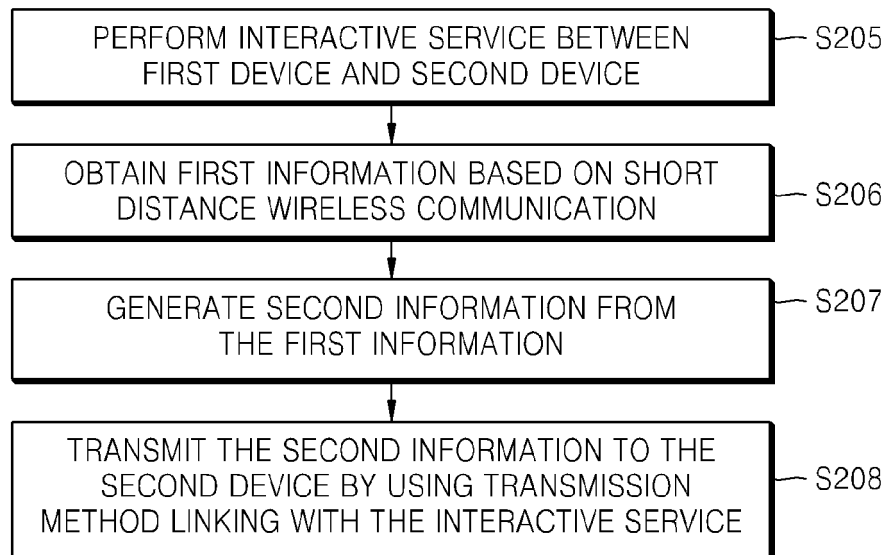 PERFORM INTERACTIVE SERVICE BETWEEN
FIRST DEVICE AND SECOND DEVICE
S205
OBTAIN FIRST INFORMATION BASED ON SHORT
DISTANCE WIRELESS COMMUNICATION
S206
GENERATE SECOND INFORMATION FROM
THE FIRST INFORMATION
S207
TRANSMIT THE SECOND INFORMATION TO THE
SECOND DEVICE BY USING TRANSMISSION
METHOD LINKING WITH THE INTERACTIVE SERVICE
S208